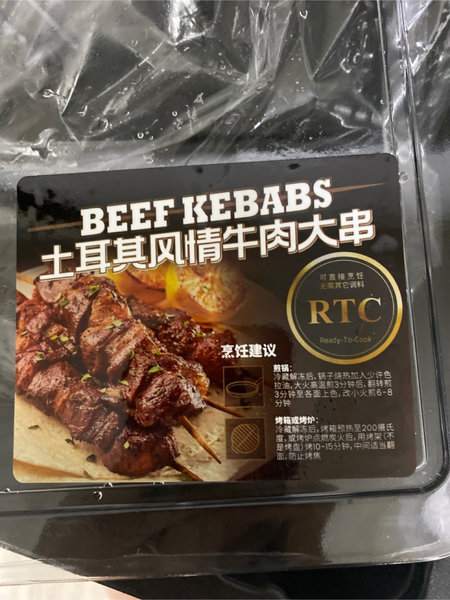 BEEF KEBABS
土耳其风情牛肉大串
可直接烹饪
无需其它调料
RTC
Ready-To-Cook
烹饪建议
煎锅:
冷藏解冻后, 锅子烧热加入少许色
拉油, 大火高温煎3分钟后, 翻转煎
3分钟至各面上色, 改小火煎6-8
分钟
烤箱或烤炉:
冷藏解冻后, 烤箱预热至200摄氏
度, 或烤炉点燃炭火后, 用烤架(不
是烤盘) 烤10-15分钟, 中间适当翻
面, 防止烤焦